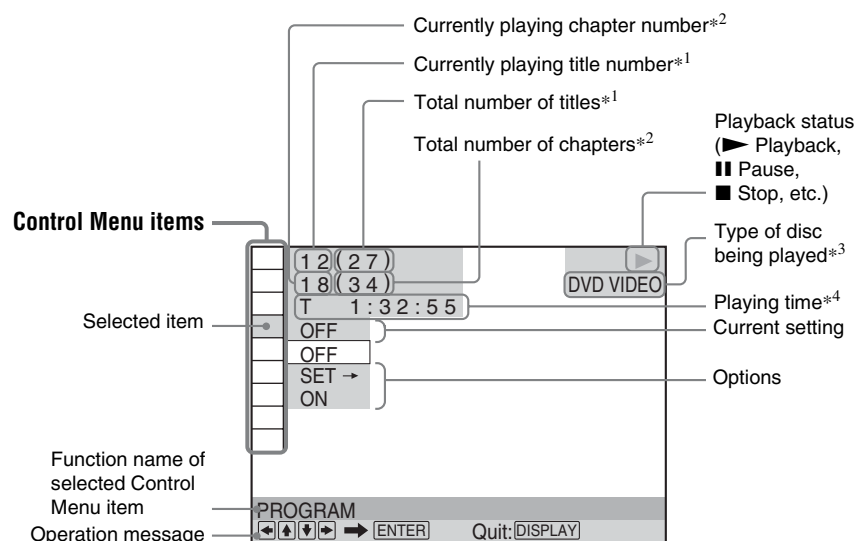 Currently playing chapter number*2
Currently playing title number*1
Total number of titles*1
Total number of chapters*2
Playback status
(▶ Playback,
❚❚ Pause,
■ Stop, etc.)
Control Menu items
Type of disc
being played*3
12(27)
18(34)
▶
DVD VIDEO
T 1:32:55
Playing time*4
Selected item
OFF
Current setting
OFF
SET →
ON
Options
Function name of
selected Control
Menu item
PROGRAM
Operation message
←↑↓→ ➡ ENTER Quit: DISPLAY